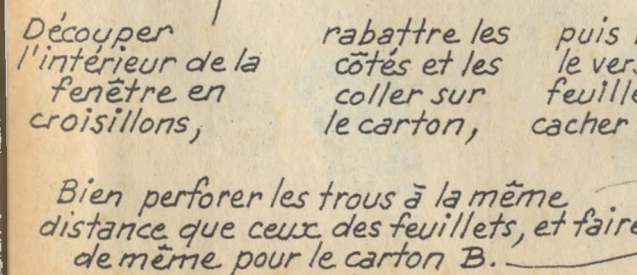 Découper
l'intérieur de la
fenêtre en
croisillons,
rabattre les
côtés et les
coller sur
le carton,
puis
le
cacher
Bien perforer les trous à la même
distance que ceux des feuillets, et faire
de même pour le carton B.